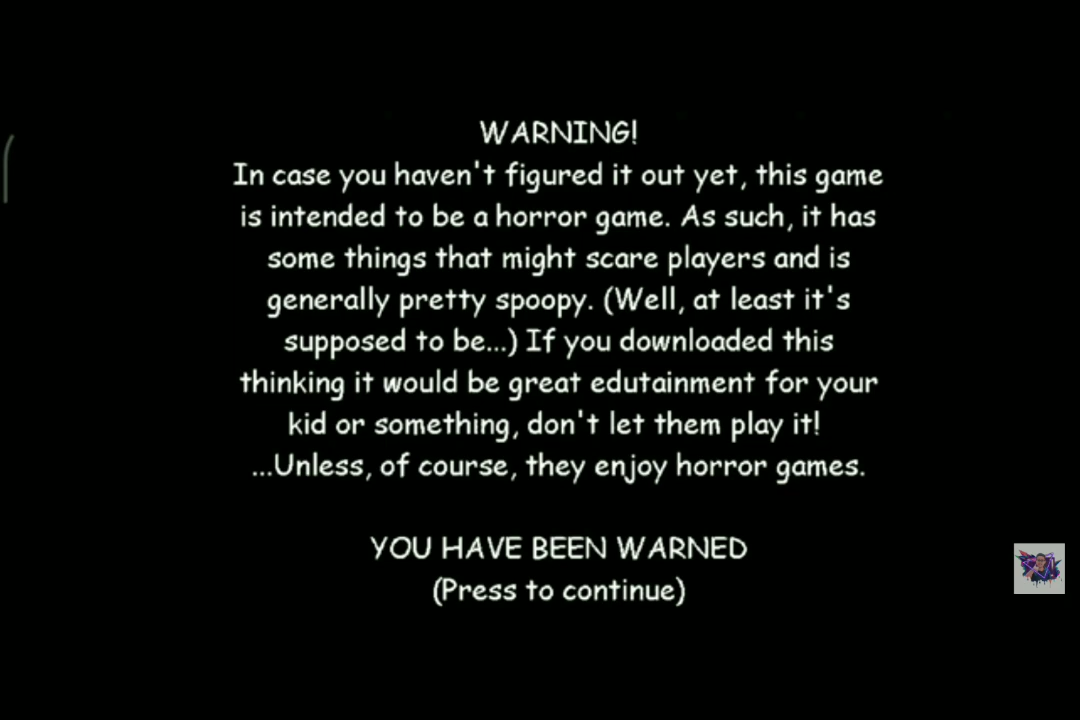 WARNING!
In case you haven't figured it out yet, this game
is intended to be a horror game. As such, it has
some things that might scare players and is
generally pretty spoopy. (Well, at least it's
supposed to be...) If you downloaded this
thinking it would be great edutainment for your
kid or something, don't let them play it!
...Unless, of course, they enjoy horror games.
YOU HAVE BEEN WARNED
(Press to continue)